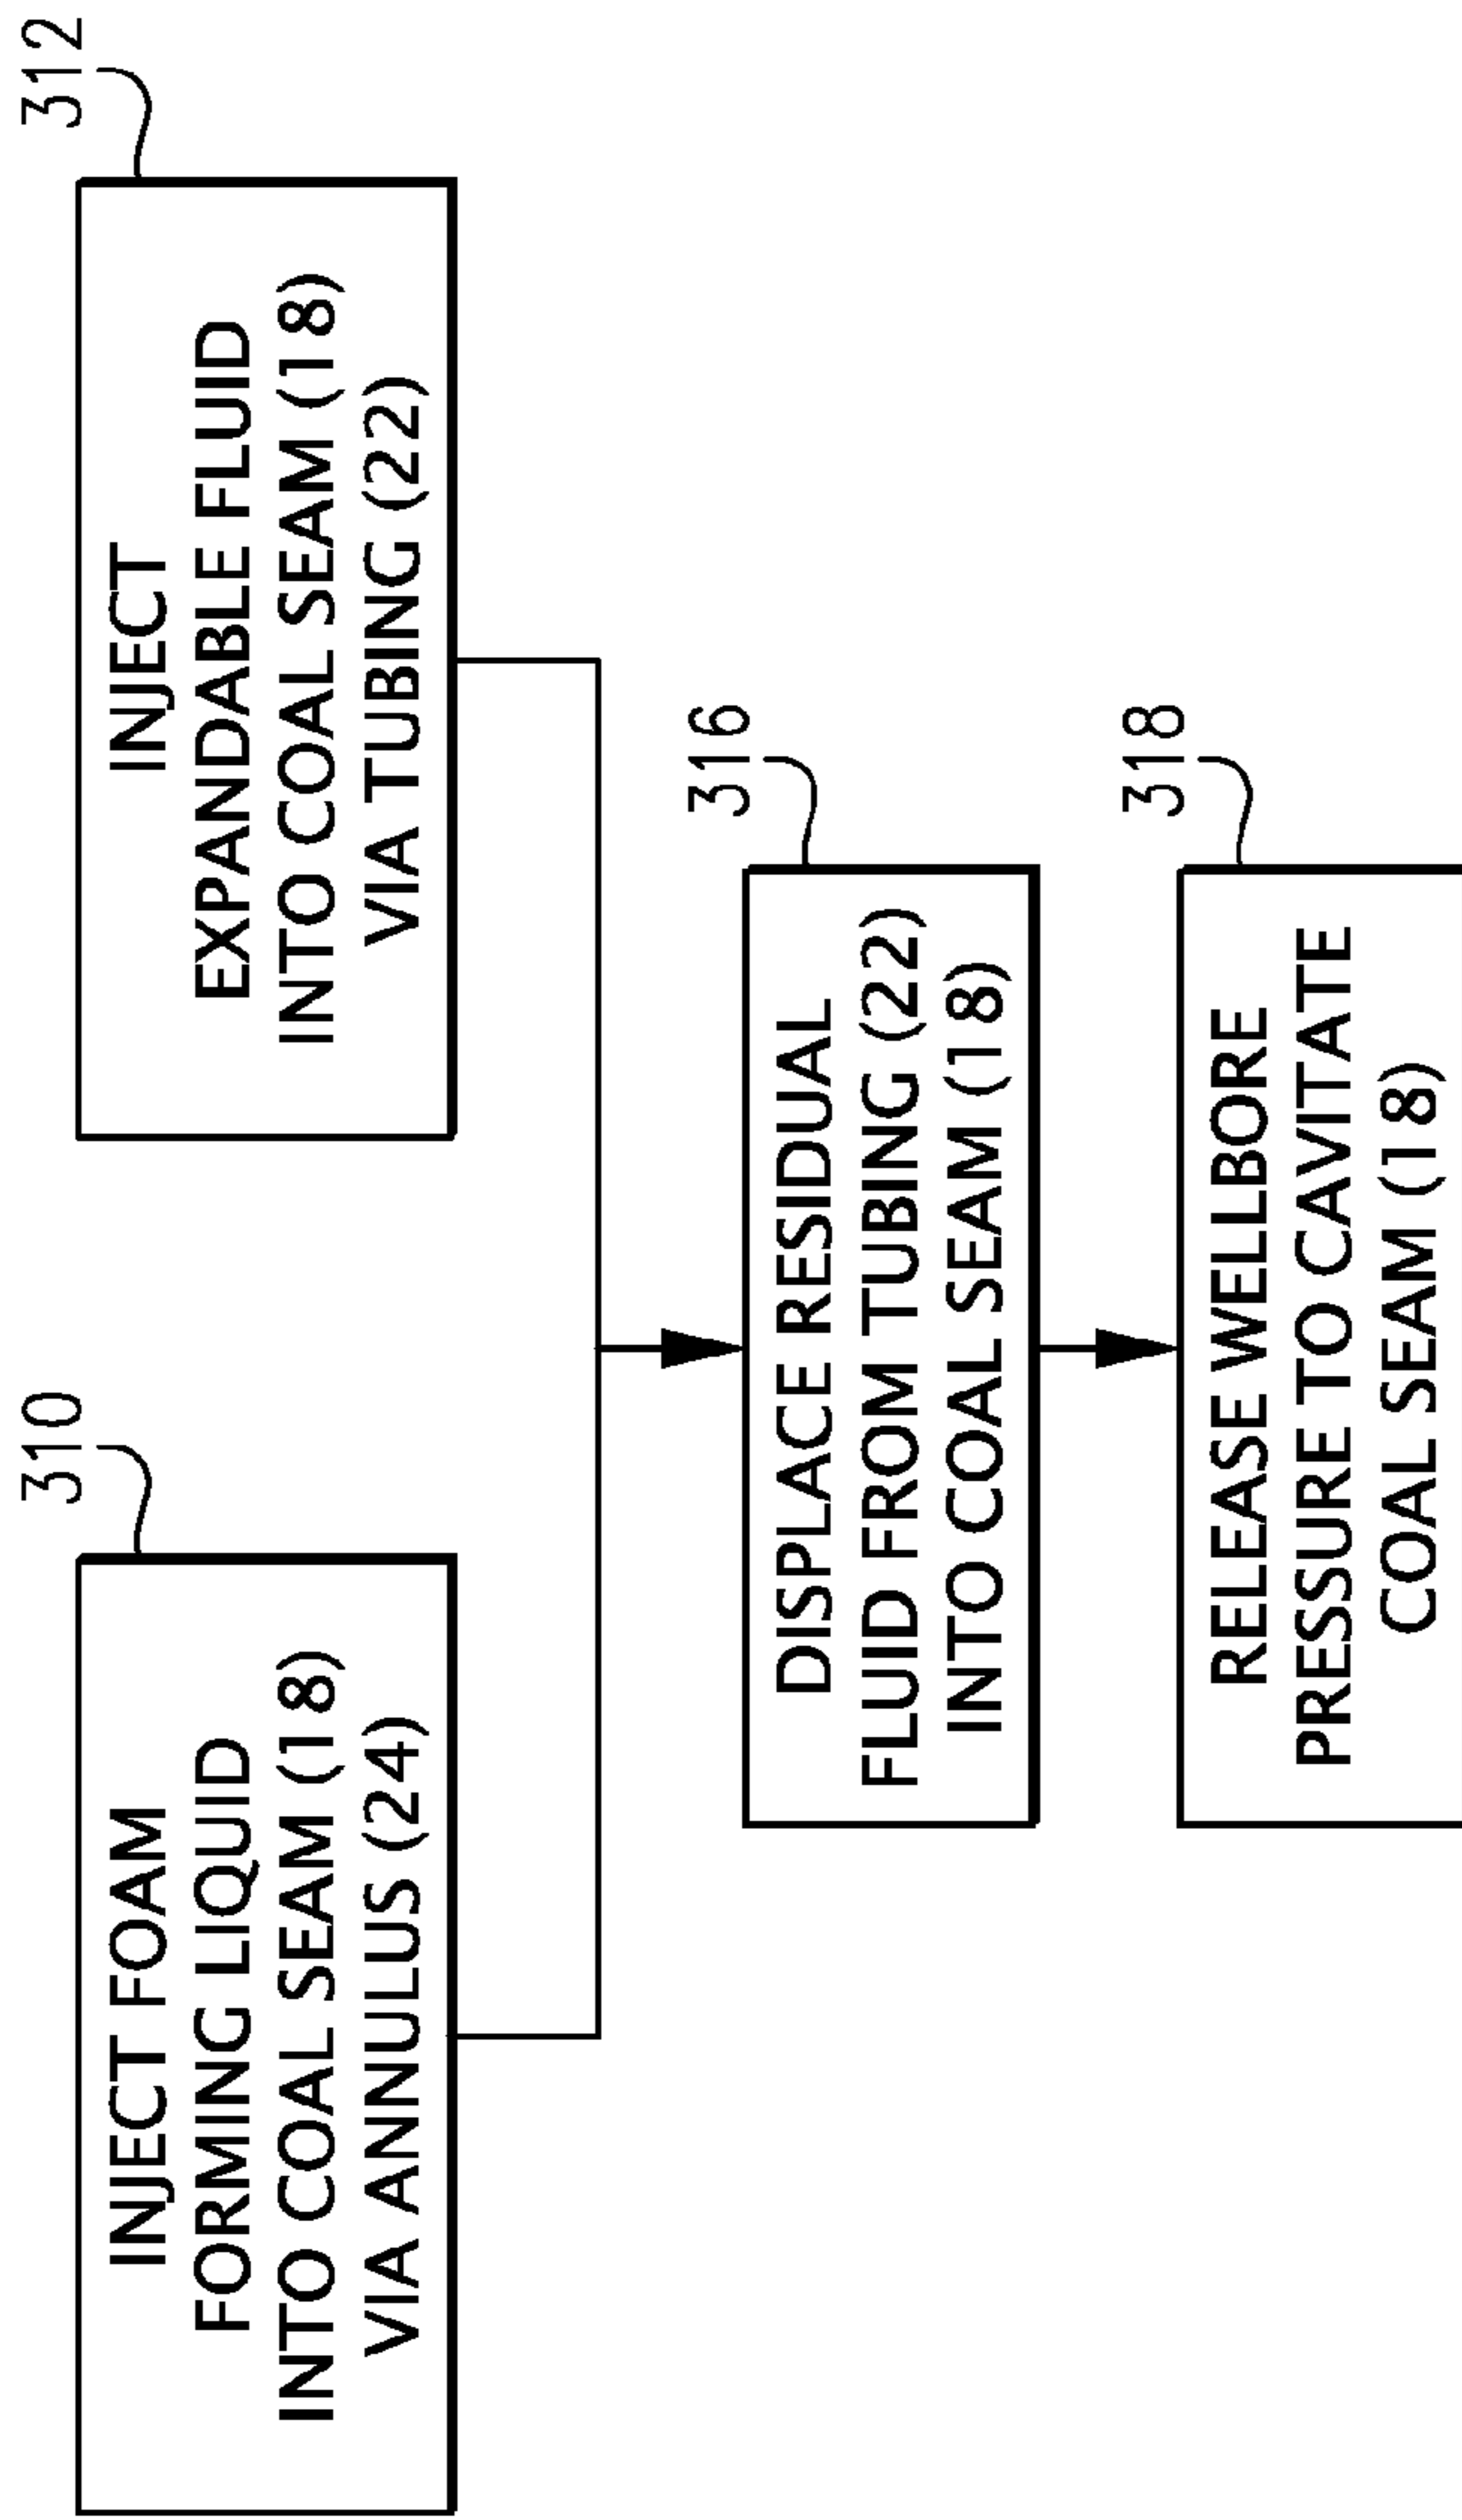 310
INJECT FOAM
FORMING LIQUID
INTO COAL SEAM (18)
VIA ANNULUS (24)
312
INJECT
EXPANDABLE FLUID
INTO COAL SEAM (18)
VIA TUBING (22)
316
DISPLACE RESIDUAL
FLUID FROM TUBING (22)
INTO COAL SEAM (18)
318
RELEASE WELLBORE
PRESSURE TO CAVITATE
COAL SEAM (18)